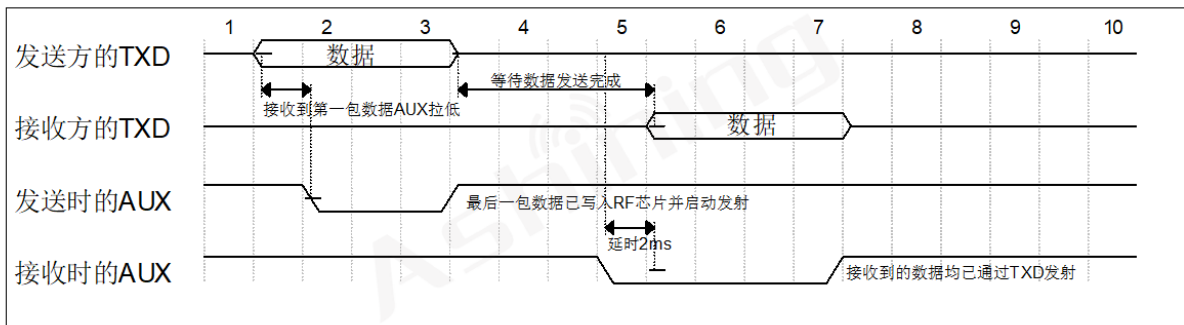 1 2 3 4 5 6 7 8 9 10
发送方的TXD
数据
等待数据发送完成
接收到第一包数据AUX拉低
接收方的TXD
数据
发送时的AUX
最后一包数据已写入RF芯片并启动发射
延时2ms
接收时的AUX
接收到的数据均已通过TXD发射
Ashining